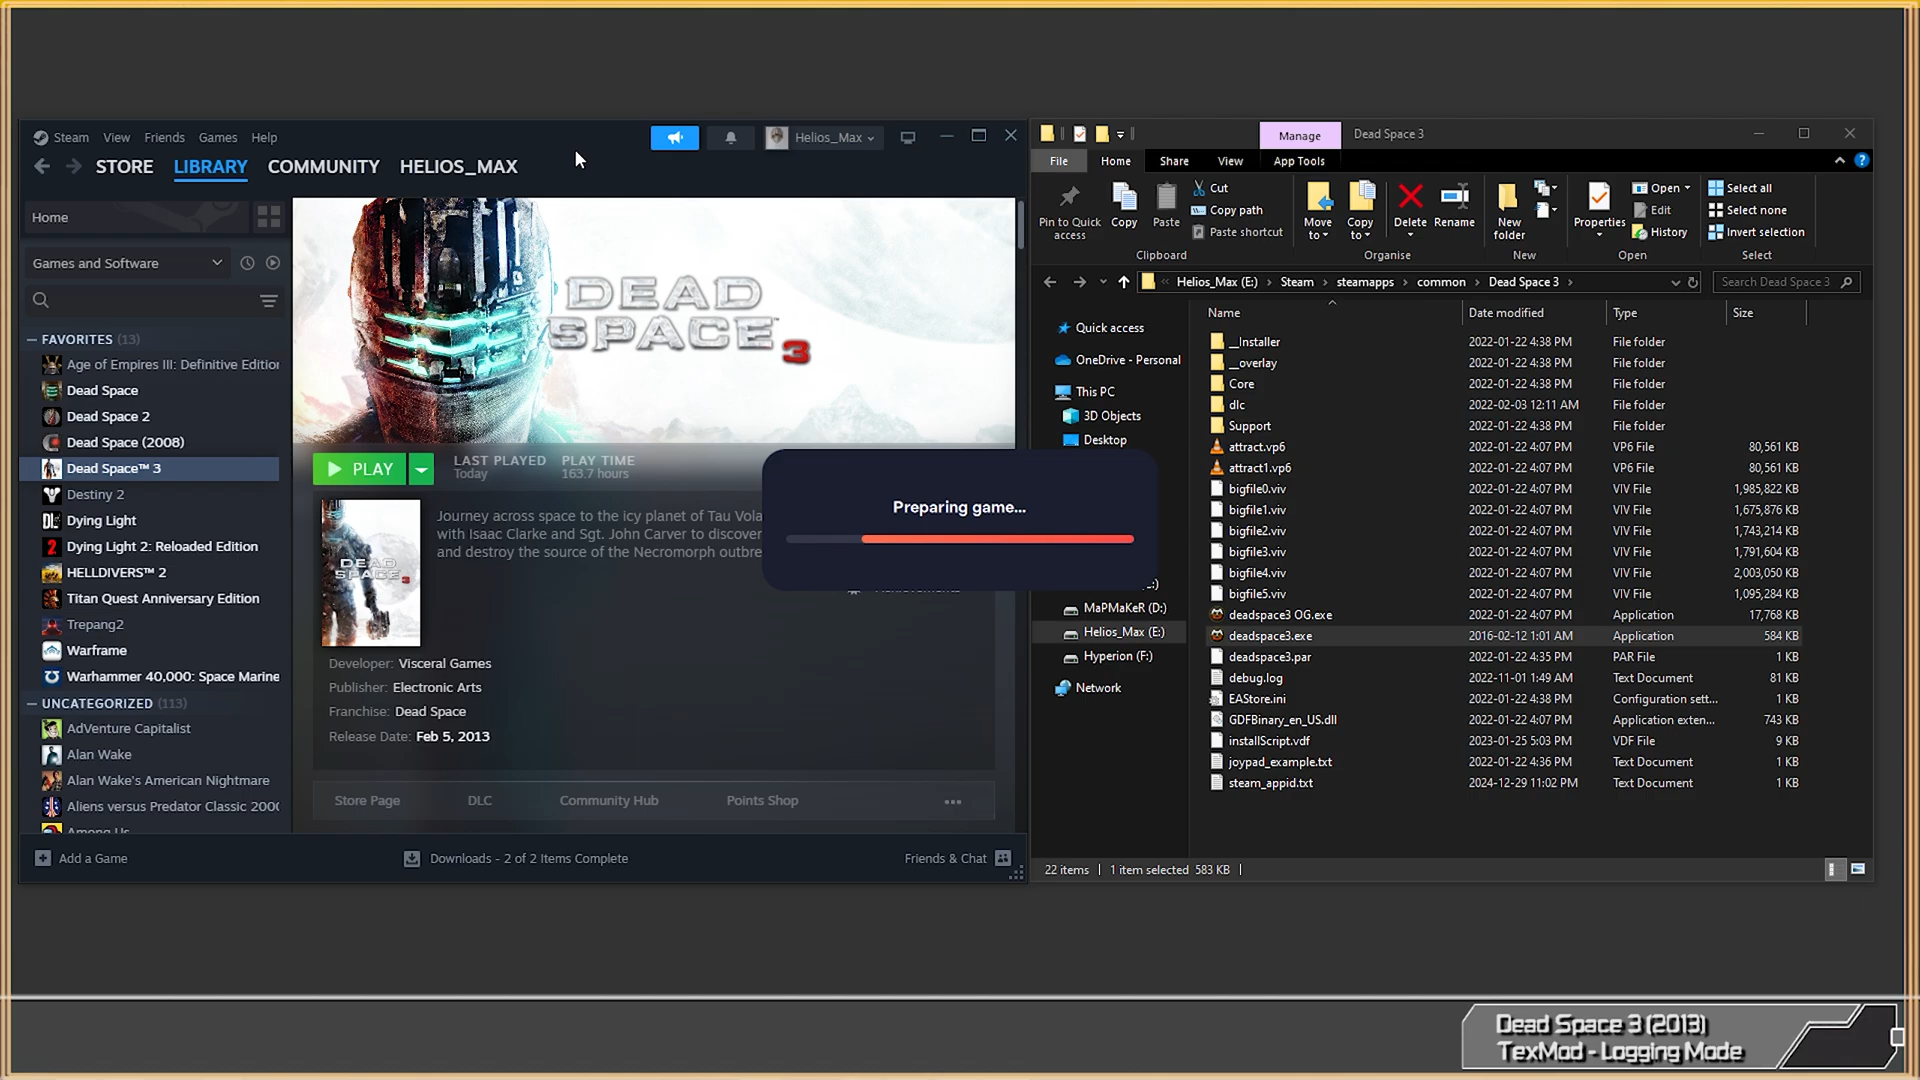 Steam View Friends Games Help
Helios_Max
STORE LIBRARY COMMUNITY HELIOS_MAX
Home
Games and Software
FAVORITES (13)
Age of Empires III: Definitive Edition
Dead Space
Dead Space 2
Dead Space (2008)
Dead Space™ 3
Destiny 2
Dying Light
Dying Light 2: Reloaded Edition
HELLDIVERS™ 2
Titan Quest Anniversary Edition
Trepang2
Warframe
Warhammer 40,000: Space Marine
UNCATEGORIZED (113)
AdVenture Capitalist
Alan Wake
Alan Wake's American Nightmare
Aliens versus Predator Classic 2000
Among Us
DEAD
SPACE™ 3
PLAY
LAST PLAYED
Today
PLAY TIME
163.7 hours
DEAD
SPACE 3
Journey across space to the icy planet of Tau Vola
with Isaac Clarke and Sgt. John Carver to discover
and destroy the source of the Necromorph outbre
Preparing game...
Achievements
Developer: Visceral Games
Publisher: Electronic Arts
Franchise: Dead Space
Release Date: Feb 5, 2013
Store Page DLC Community Hub Points Shop
Add a Game
Downloads - 2 of 2 Items Complete
Friends & Chat
Manage
Dead Space 3
File Home Share View App Tools
Pin to Quick
access
Copy
Paste
Cut
Copy path
Paste shortcut
Clipboard
Move
to
Copy
to
Delete
Rename
Organise
New
folder
New
Properties
Open
Edit
History
Open
Select all
Select none
Invert selection
Select
Helios_Max (E:) > Steam > steamapps > common > Dead Space 3 >
Search Dead Space 3
Quick access
OneDrive - Personal
This PC
3D Objects
Desktop
:)
MaPMaKeR (D:)
Helios_Max (E:)
Hyperion (F:)
Network
Name Date modified Type Size
__Installer 2022-01-22 4:38 PM File folder
__overlay 2022-01-22 4:38 PM File folder
Core 2022-01-22 4:38 PM File folder
dlc 2022-02-03 12:11 AM File folder
Support 2022-01-22 4:38 PM File folder
attract.vp6 2022-01-22 4:07 PM VP6 File 80,561 KB
attract1.vp6 2022-01-22 4:07 PM VP6 File 80,561 KB
bigfile0.viv 2022-01-22 4:07 PM VIV File 1,985,822 KB
bigfile1.viv 2022-01-22 4:07 PM VIV File 1,675,876 KB
bigfile2.viv 2022-01-22 4:07 PM VIV File 1,743,214 KB
bigfile3.viv 2022-01-22 4:07 PM VIV File 1,791,604 KB
bigfile4.viv 2022-01-22 4:07 PM VIV File 2,003,050 KB
bigfile5.viv 2022-01-22 4:07 PM VIV File 1,095,284 KB
deadspace3 OG.exe 2022-01-22 4:07 PM Application 17,768 KB
deadspace3.exe 2016-02-12 1:01 AM Application 584 KB
deadspace3.par 2022-01-22 4:35 PM PAR File 1 KB
debug.log 2022-11-01 1:49 AM Text Document 81 KB
EAStore.ini 2022-01-22 4:38 PM Configuration sett... 1 KB
GDFBinary_en_US.dll 2022-01-22 4:07 PM Application exten... 743 KB
installScript.vdf 2023-01-25 5:03 PM VDF File 9 KB
joypad_example.txt 2022-01-22 4:36 PM Text Document 1 KB
steam_appid.txt 2024-12-29 11:02 PM Text Document 1 KB
22 items 1 item selected 583 KB
Dead Space 3 (2013)
TexMod - Logging Mode